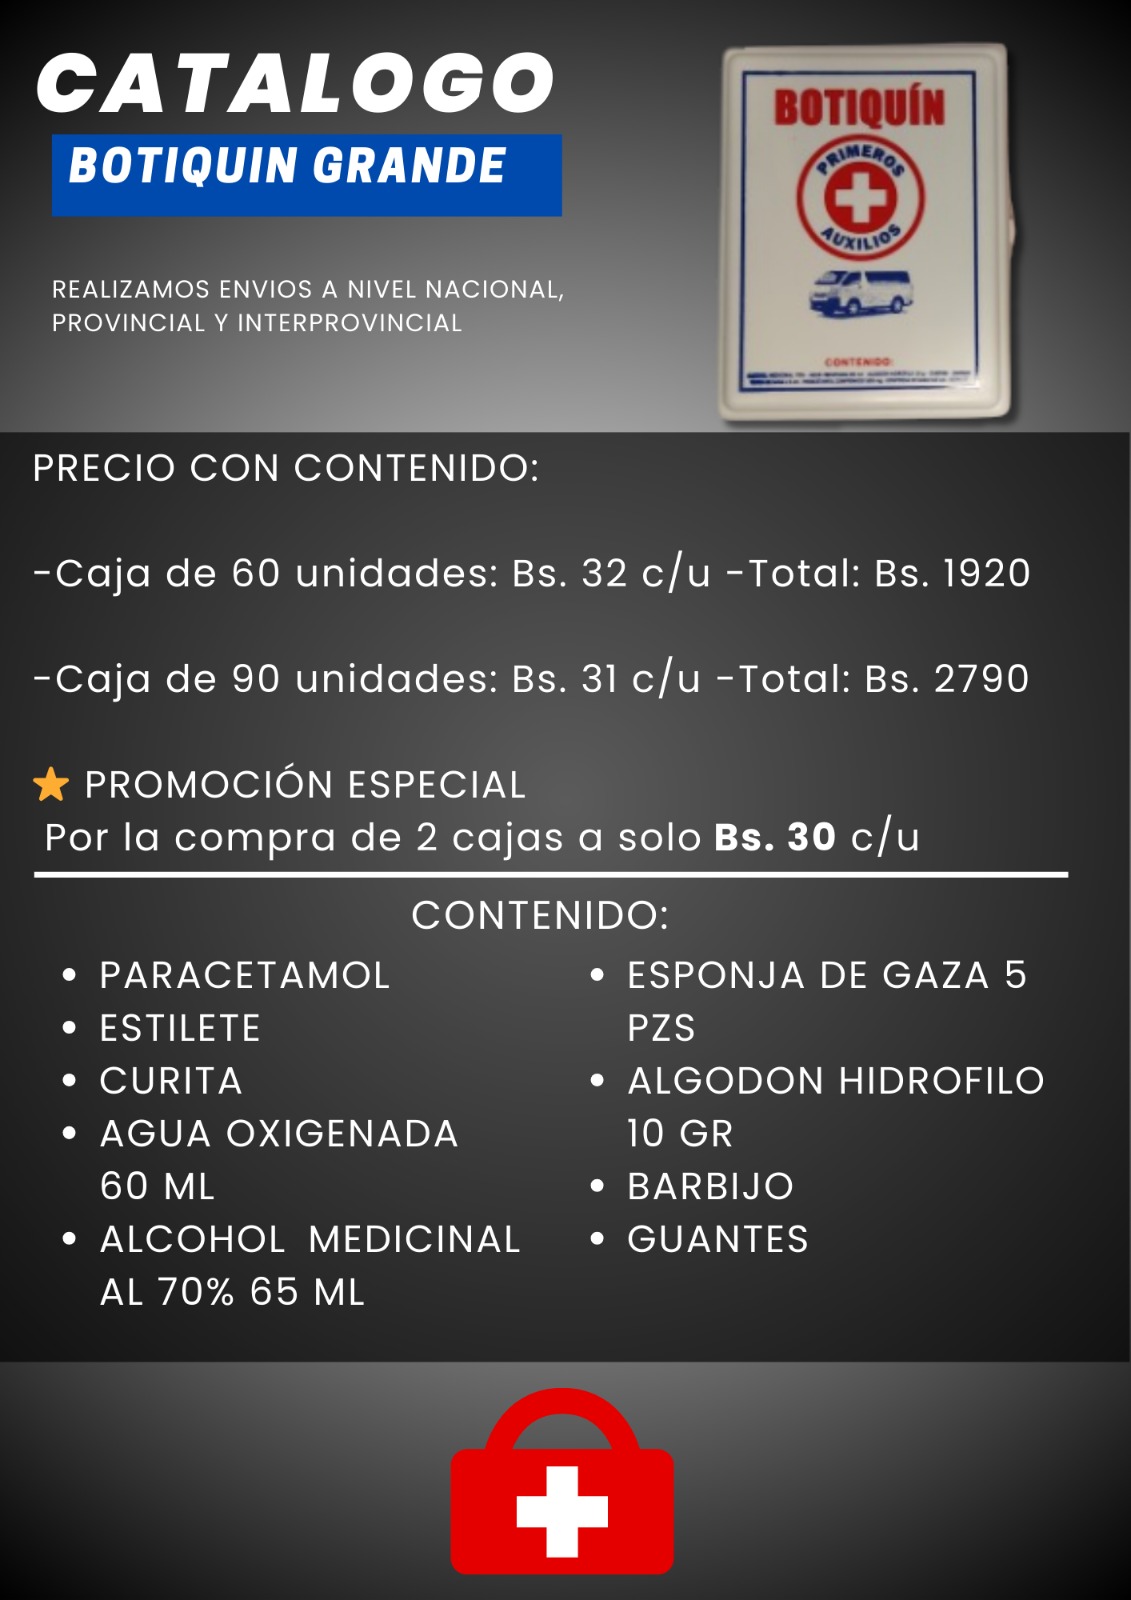 CATALOGO
BOTIQUIN GRANDE
REALIZAMOS ENVIOS A NIVEL NACIONAL,
PROVINCIAL Y INTERPROVINCIAL
BOTIQUÍN
PRIMEROS
AUXILIOS
CONTENIDO:
PRECIO CON CONTENIDO:
-Caja de 60 unidades: Bs. 32 c/u -Total: Bs. 1920
-Caja de 90 unidades: Bs. 31 c/u -Total: Bs. 2790
PROMOCIÓN ESPECIAL
Por la compra de 2 cajas a solo Bs. 30 c/u
CONTENIDO:
PARACETAMOL
ESTILETE
CURITA
AGUA OXIGENADA
60 ML
ALCOHOL MEDICINAL
AL 70% 65 ML
ESPONJA DE GAZA 5
PZS
ALGODON HIDROFILO
10 GR
BARBIJO
GUANTES